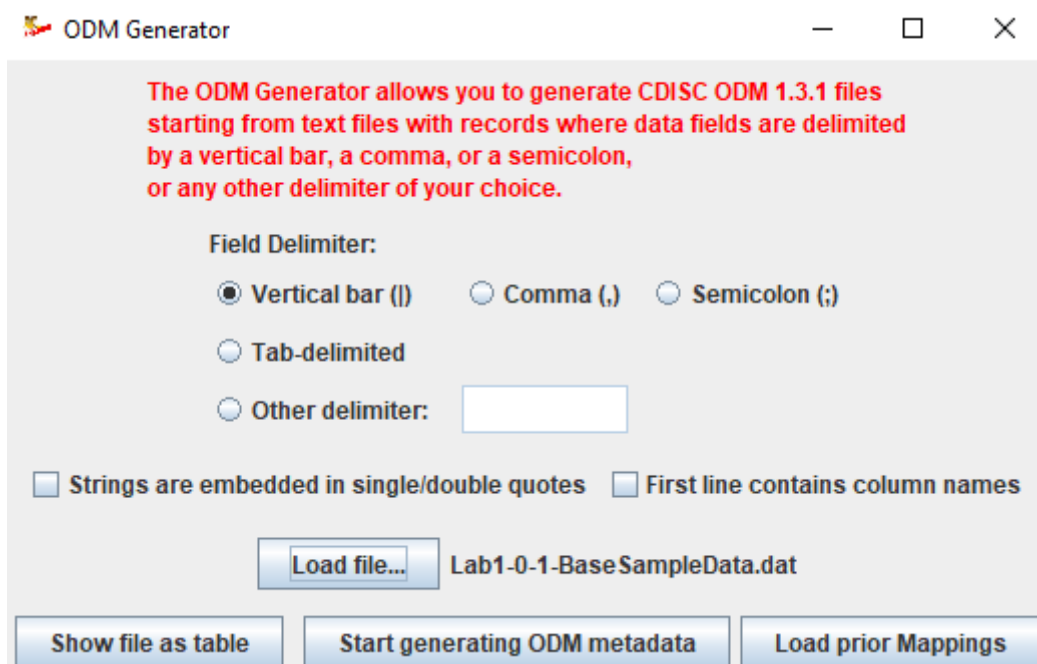 ODM Generator
The ODM Generator allows you to generate CDISC ODM 1.3.1 files
starting from text files with records where data fields are delimited
by a vertical bar, a comma, or a semicolon,
or any other delimiter of your choice.
Field Delimiter:
Vertical bar (|) Comma (,) Semicolon (;)
Tab-delimited
Other delimiter:
Strings are embedded in single/double quotes First line contains column names
Load file... Lab1-0-1-BaseSampleData.dat
Show file as table Start generating ODM metadata Load prior Mappings